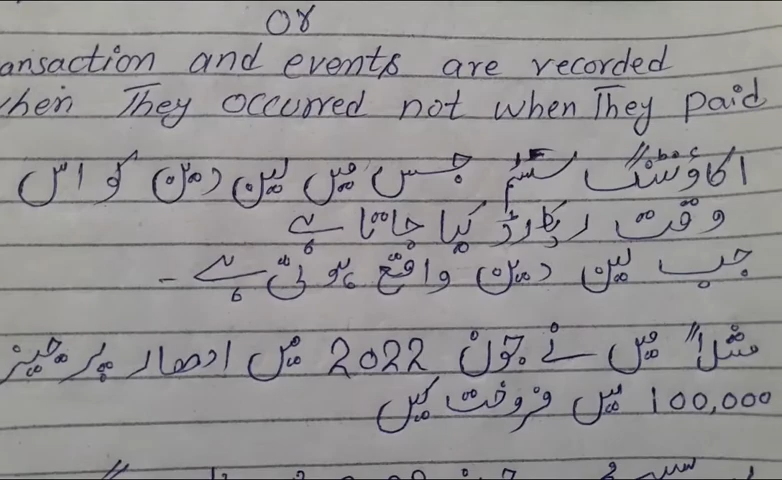 or
ansaction and events are recorded
when They occurred not when They paid
اکاؤنٹنگ سسٹم جس میں لین دین کو اس
وقت ریکارڈ کیا جاتا ہے
جب لین دین واقع ہوتی ہے -
مثلاً میں نے جون 2022 میں ادھار پر چیز
100,000 میں فروخت کیں